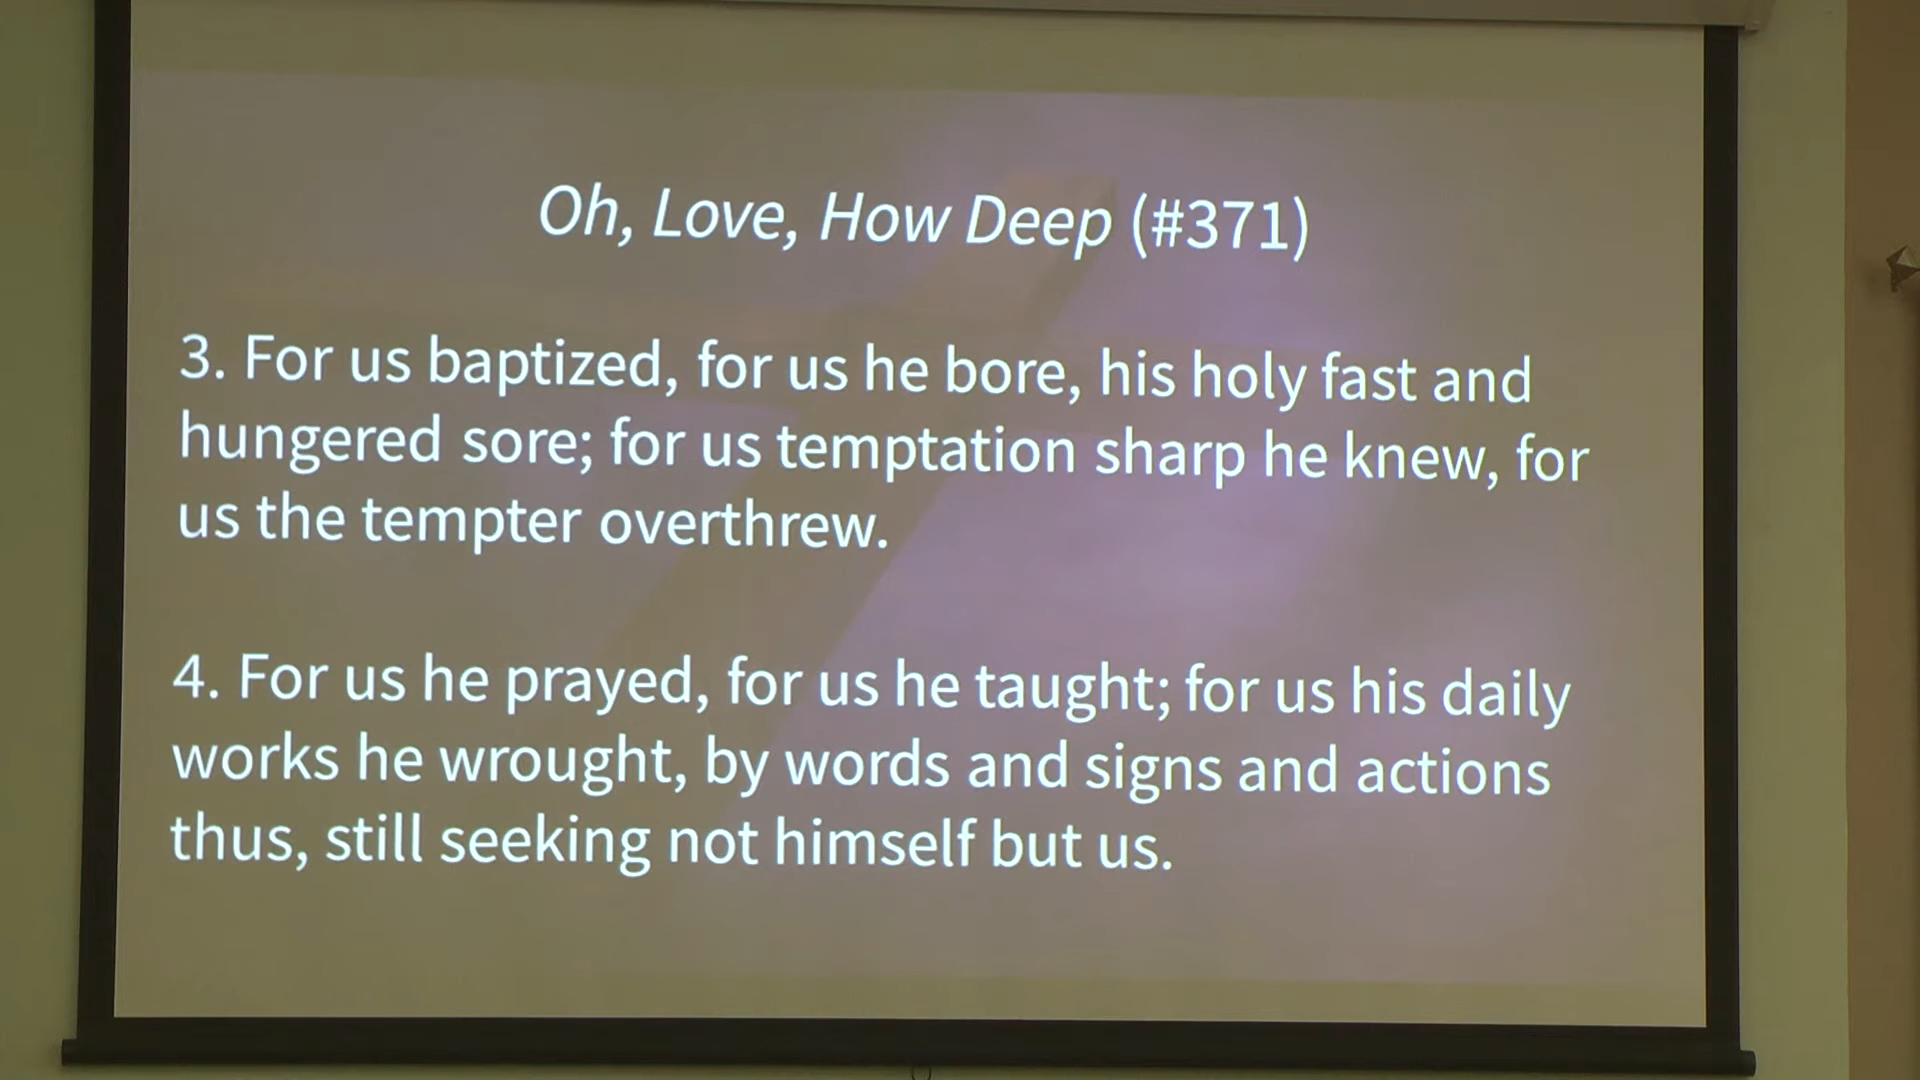 Oh, Love, How Deep (#371)
3. For us baptized, for us he bore, his holy fast and
hungered sore; for us temptation sharp he knew, for
us the tempter overthrew.
4. For us he prayed, for us he taught; for us his daily
works he wrought, by words and signs and actions
thus, still seeking not himself but us.